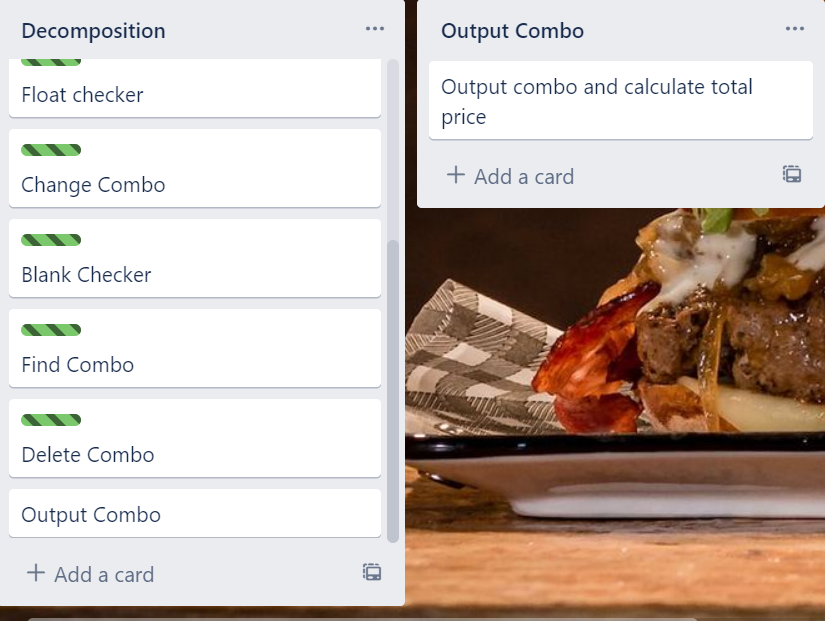 Decomposition
Float checker
Change Combo
Blank Checker
Find Combo
Delete Combo
Output Combo
Add a card
Output Combo
Output combo and calculate total
price
Add a card